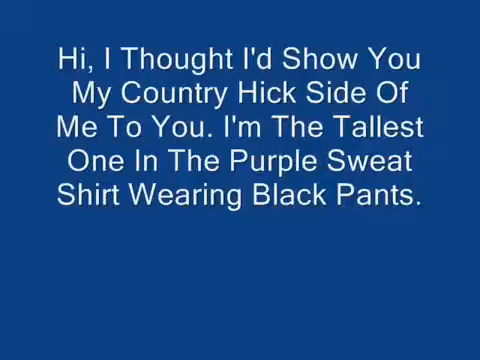 Hi, I Thought I'd Show You
My Country Hick Side Of
Me To You. I'm The Tallest
One In The Purple Sweat
Shirt Wearing Black Pants.